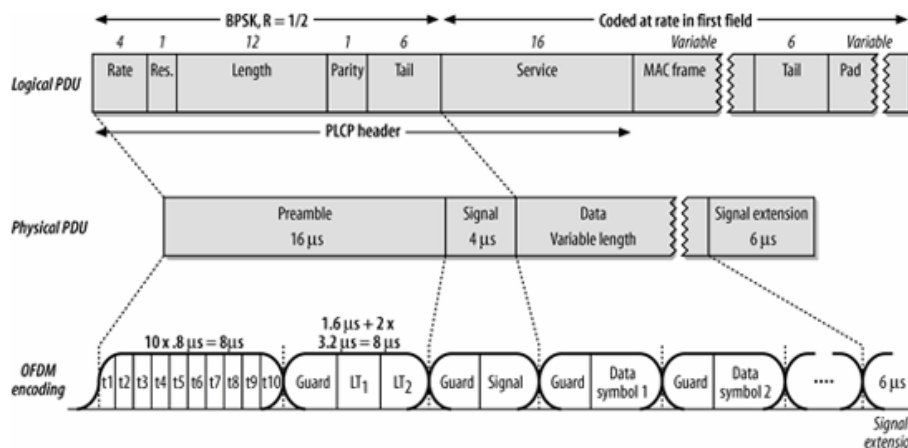 BPSK, R = 1/2 Coded at rate in first field
4 1 12 1 6 16 Variable 6 Variable
Logical PDU Rate Res. Length Parity Tail Service MAC frame Tail Pad
PLCP header
Physical PDU Preamble Signal Data Signal extension
16 μs 4 μs Variable length 6 μs
1.6 μs + 2 x
10 x .8 μs = 8μs 3.2 μs = 8 μs
OFDM
encoding
t1 t2 t3 t4 t5 t6 t7 t8 t9 t10 Guard LT1 LT2 Guard Signal Guard Data symbol 1 Guard Data symbol 2 .... 6 μs
Signal
extensio